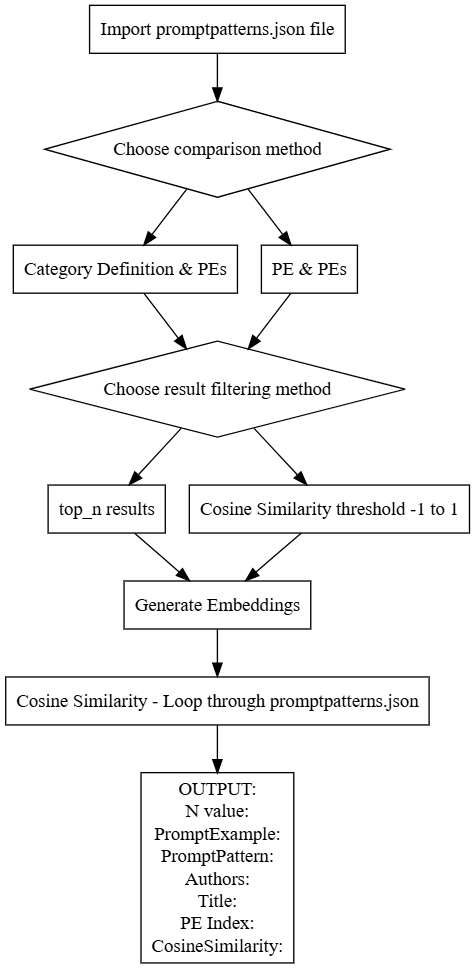 Import promptpatterns.json file
Choose comparison method
Category Definition & PEs
PE & PEs
Choose result filtering method
top_n results
Cosine Similarity threshold -1 to 1
Generate Embeddings
Cosine Similarity - Loop through promptpatterns.json
OUTPUT:
N value:
PromptExample:
PromptPattern:
Authors:
Title:
PE Index:
CosineSimilarity: